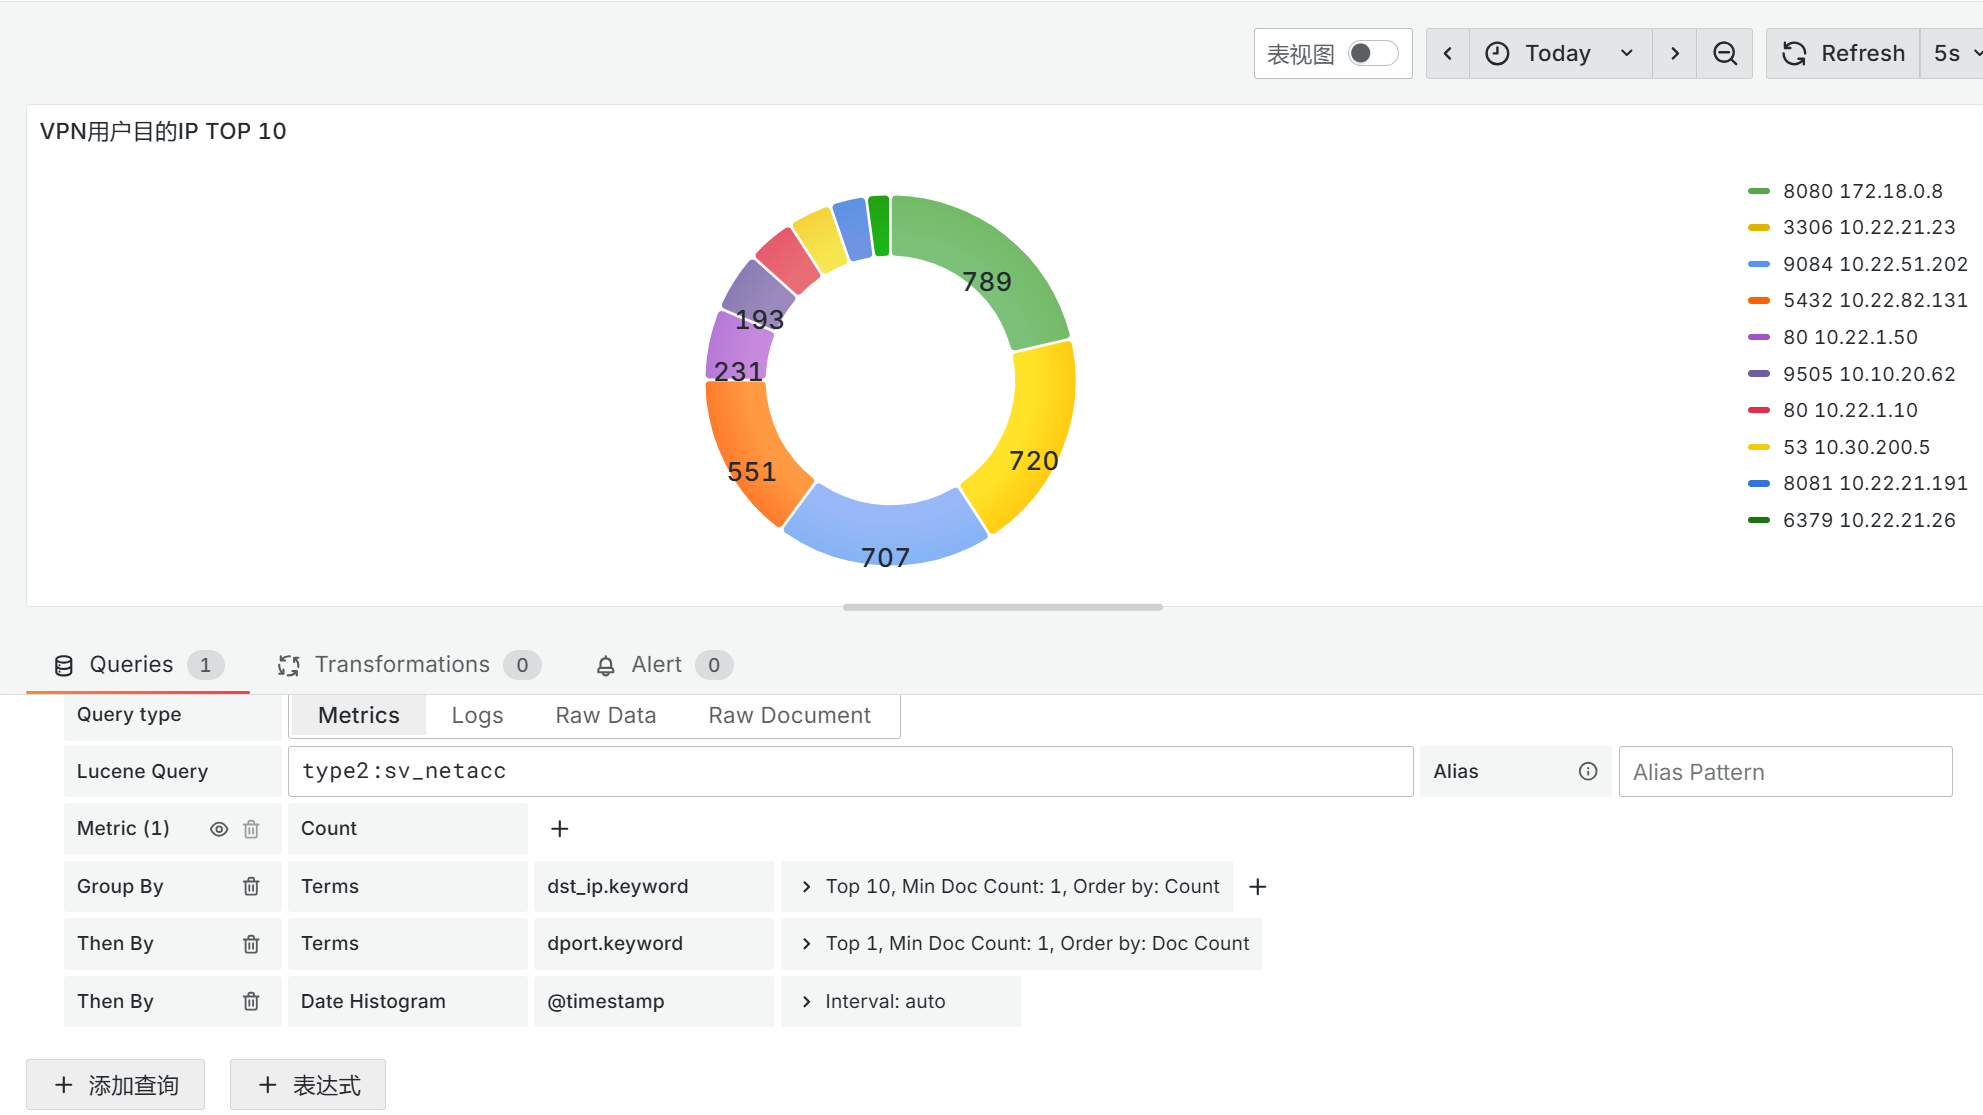 表视图
Today
Refresh
5s
VPN用户目的IP TOP 10
789
720
707
551
231
193
8080 172.18.0.8
3306 10.22.21.23
9084 10.22.51.202
5432 10.22.82.131
80 10.22.1.50
9505 10.10.20.62
80 10.22.1.10
53 10.30.200.5
8081 10.22.21.191
6379 10.22.21.26
Queries 1
Transformations 0
Alert 0
Query type Metrics Logs Raw Data Raw Document
Lucene Query type2:sv_netacc Alias Alias Pattern
Metric (1) Count
Group By Terms dst_ip.keyword Top 10, Min Doc Count: 1, Order by: Count
Then By Terms dport.keyword Top 1, Min Doc Count: 1, Order by: Doc Count
Then By Date Histogram @timestamp Interval: auto
+ 添加查询
+ 表达式